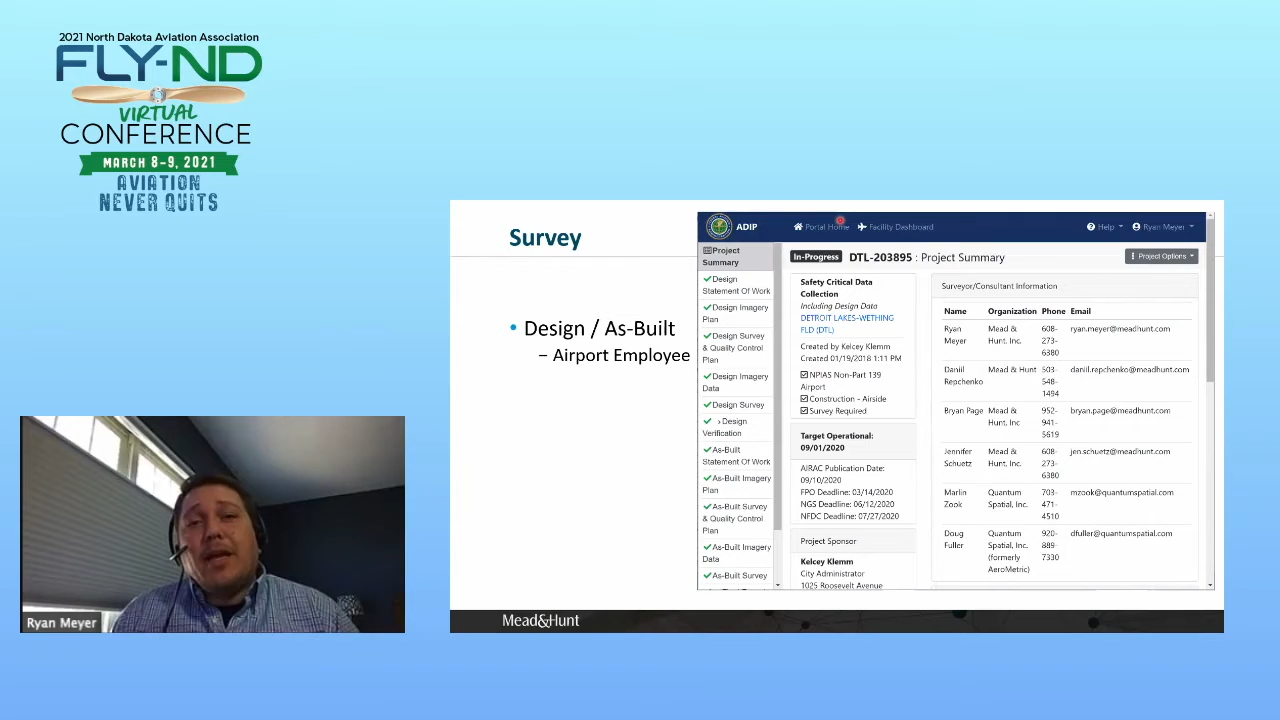 2021 North Dakota Aviation Association
FLY-ND
VIRTUAL
CONFERENCE
MARCH 8-9, 2021
AVIATION
NEVER QUITS
Ryan Meyer
Survey
• Design / As-Built
– Airport Employee
Mead&Hunt
ADIP
Portal Home
Facility Dashboard
Help
Ryan Meyer
Project
Summary
Design
Statement Of Work
Design Imagery
Plan
Design Survey
& Quality Control
Plan
Design Imagery
Data
Design Survey
› Design
Verification
As-Built
Statement Of Work
As-Built Imagery
Plan
As-Built Survey
& Quality Control
Plan
As-Built Imagery
Data
As-Built Survey
In-Progress DTL-203895 : Project Summary
Project Options
Safety Critical Data
Collection
Including Design Data
DETROIT LAKES-WETHING
FLD (DTL)
Created by Kelcey Klemm
Created 01/19/2018 1:11 PM
NPIAS Non-Part 139
Airport
Construction - Airside
Survey Required
Target Operational:
09/01/2020
AIRAC Publication Date:
09/10/2020
FPO Deadline: 03/14/2020
NGS Deadline: 06/12/2020
NFDC Deadline: 07/27/2020
Project Sponsor
Kelcey Klemm
City Administrator
1025 Roosevelt Avenue
Surveyor/Consultant Information
Name Organization Phone Email
Ryan Mead & 608- ryan.meyer@meadhunt.com
Meyer Hunt. Inc. 273-
6380
Daniil Mead & Hunt 503- daniil.repchenko@meadhunt.com
Repchenko 548-
1494
Bryan Page Mead & 952- bryan.page@meadhunt.com
Hunt, Inc 941-
5619
Jennifer Mead & 608- jen.schuetz@meadhunt.com
Schuetz Hunt, Inc. 273-
6380
Marlin Quantum 703- mzook@quantumspatial.com
Zook Spatial, Inc. 471-
4510
Doug Quantum 920- dfuller@quantumspatial.com
Fuller Spatial, Inc. 889-
(formerly 7330
AeroMetric)